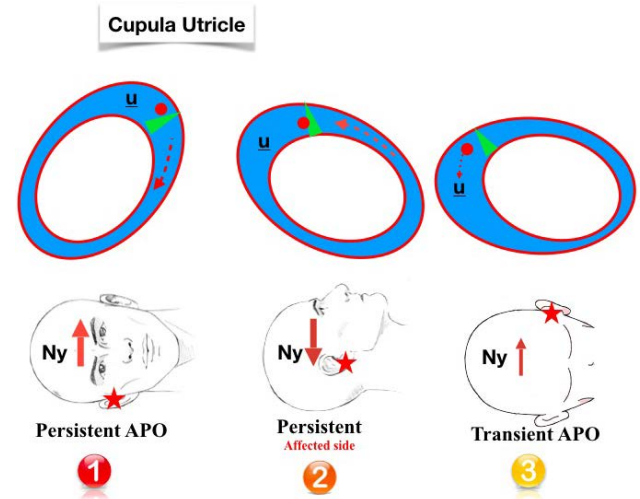 Cupula Utricle
u
u
u
Ny
Ny
Ny
Persistent APO
Persistent
Affected side
Transient APO
1
2
3